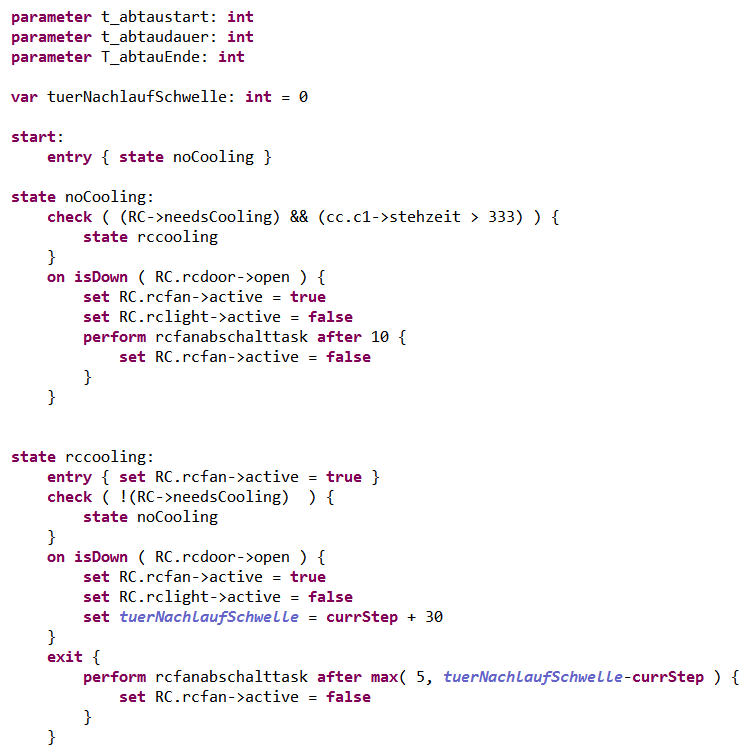 parameter t_abtaustart: int
parameter t_abtaudauer: int
parameter T_abtauEnde: int

var tuerNachlaufSchwelle: int = 0

start:
    entry { state noCooling }

state noCooling:
    check ( (RC->needsCooling) && (cc.c1->stehzeit > 333) ) {
        state rccooling
    }
    on isDown ( RC.rcdoor->open ) {
        set RC.rcfan->active = true
        set RC.rclight->active = false
        perform rcfanabschalttask after 10 {
            set RC.rcfan->active = false
        }
    }


state rccooling:
    entry { set RC.rcfan->active = true }
    check ( !(RC->needsCooling)  ) {
        state noCooling
    }
    on isDown ( RC.rcdoor->open ) {
        set RC.rcfan->active = true
        set RC.rclight->active = false
        set tuerNachlaufSchwelle = currStep + 30
    }
    exit {
        perform rcfanabschalttask after max( 5, tuerNachlaufSchwelle-currStep ) {
            set RC.rcfan->active = false
        }
    }